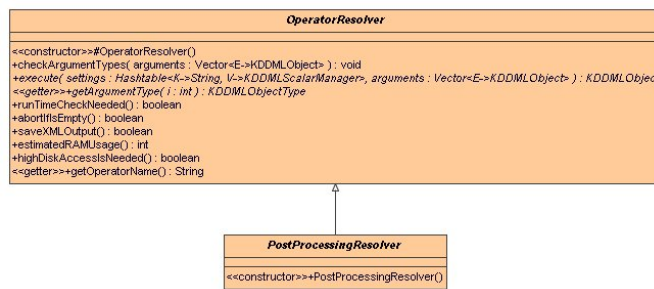 OperatorResolver
<<constructor>>#OperatorResolver()
+checkArgumentTypes( arguments : Vector<E->KDDMLObject> ) : void
+execute( settings : Hashtable<K->String, V->KDDMLScalarManager>, arguments : Vector<E->KDDMLObject> ) : KDDMLObjec
<<getter>>+getArgumentType( i : int ) : KDDMLObjectType
+runTimeCheckNeeded() : boolean
+abortIfIsEmpty() : boolean
+saveXMLOutput() : boolean
+estimatedRAMUsage() : int
+highDiskAccessIsNeeded() : boolean
<<getter>>+getOperatorName() : String
PostProcessingResolver
<<constructor>>+PostProcessingResolver()